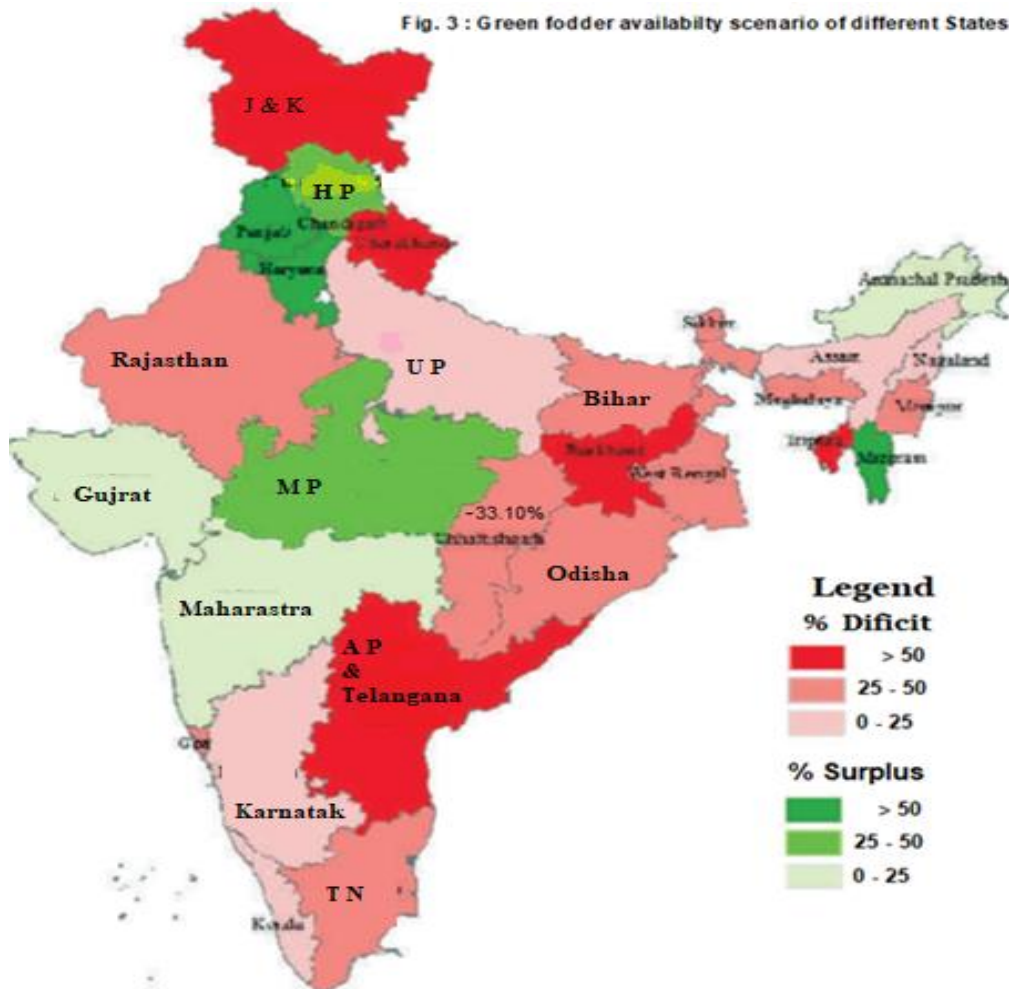 Fig. 3 : Green fodder availabilty scenario of different States
J & K
H P
Chandigarh
Punjab
Haryana
Arunachal Pradesh
Rajasthan
U P
Sikkim
Assam
Nagaland
Bihar
Meghalaya
Manipur
Tripura
Mizoram
West Bengal
Gujrat
M P
-33.10%
Odisha
Maharastra
A P
&
Telangana
Goa
Karnatak
T N
Kerala
Legend
% Dificit
> 50
25 - 50
0 - 25
% Surplus
> 50
25 - 50
0 - 25